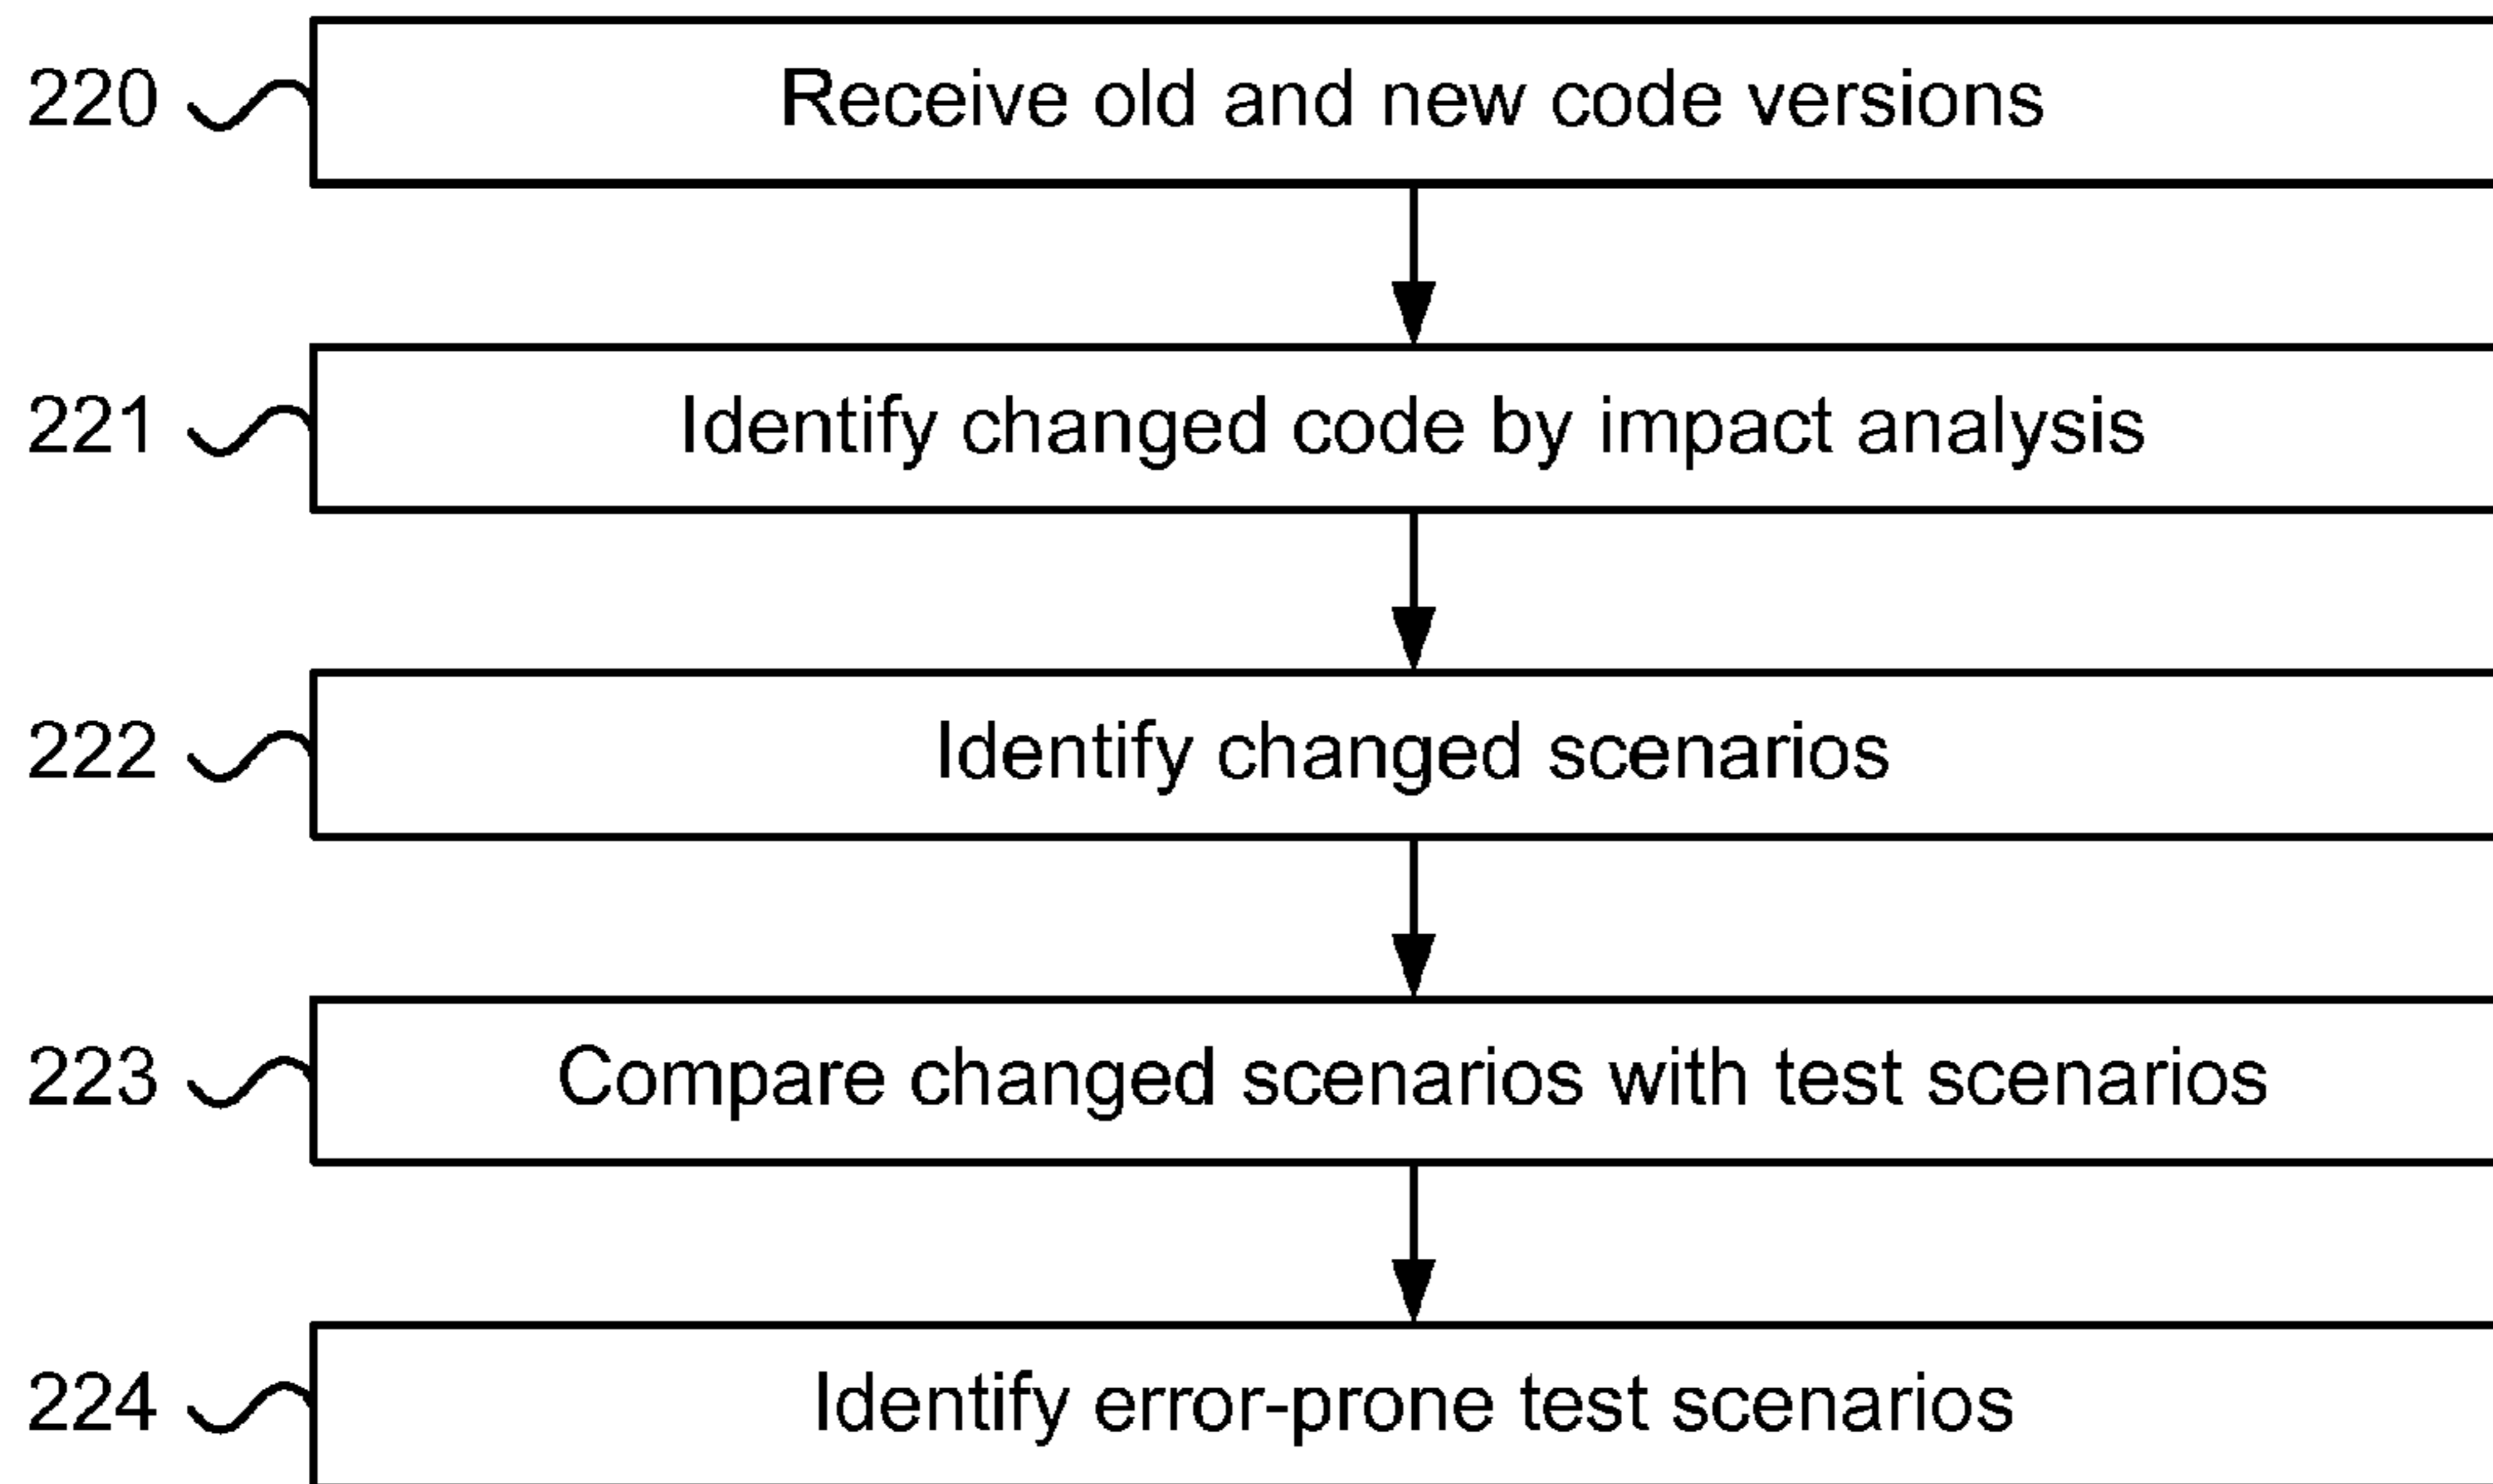 220 Receive old and new code versions
221 Identify changed code by impact analysis
222 Identify changed scenarios
223 Compare changed scenarios with test scenarios
224 Identify error-prone test scenarios